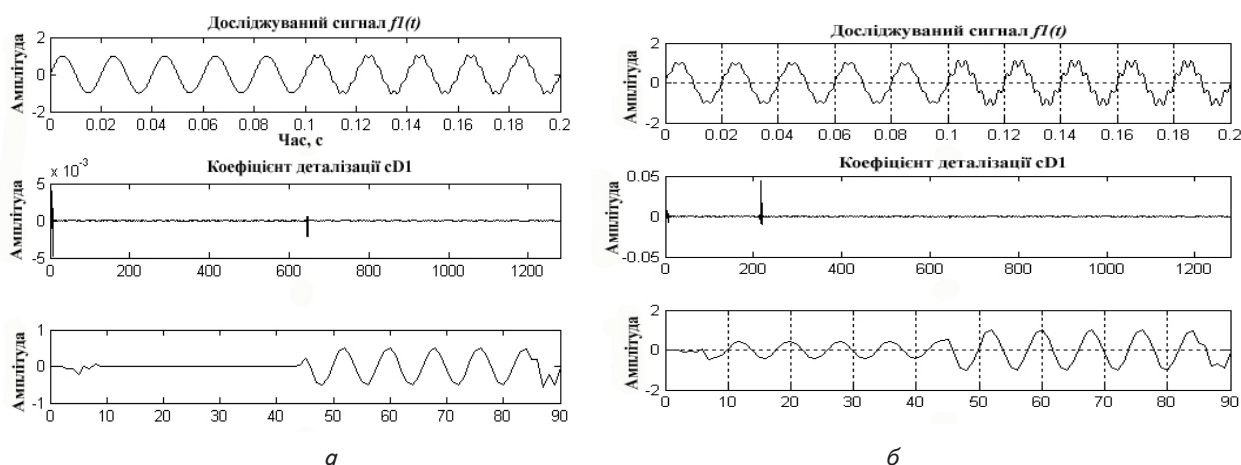 Досліджуваний сигнал f1(t)
Амплітуда
2
0
-2
0 0.02 0.04 0.06 0.08 0.1 0.12 0.14 0.16 0.18 0.2
Час, с
Коефіцієнт деталізації cD1
x 10⁻³
Амплітуда
5
0
-5
0 200 400 600 800 1000 1200
Амплітуда
1
0
-1
0 10 20 30 40 50 60 70 80 90
а
Досліджуваний сигнал f1(t)
Амплітуда
2
0
-2
0 0.02 0.04 0.06 0.08 0.1 0.12 0.14 0.16 0.18 0.2
Коефіцієнт деталізації cD1
Амплітуда
0.05
0
-0.05
0 200 400 600 800 1000 1200
Амплітуда
2
0
-2
0 10 20 30 40 50 60 70 80 90
б